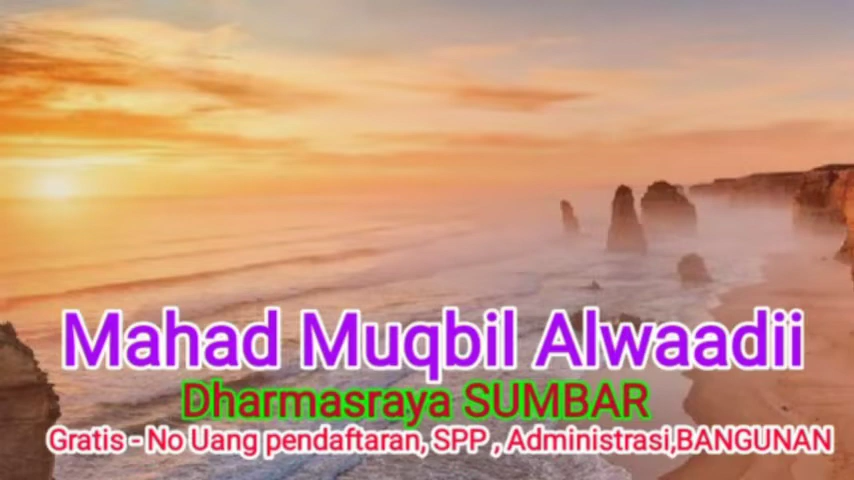 Mahad Muqbil Alwaadii
Dharmasraya SUMBAR
Gratis - No Uang pendaftaran, SPP , Administrasi,BANGUNAN